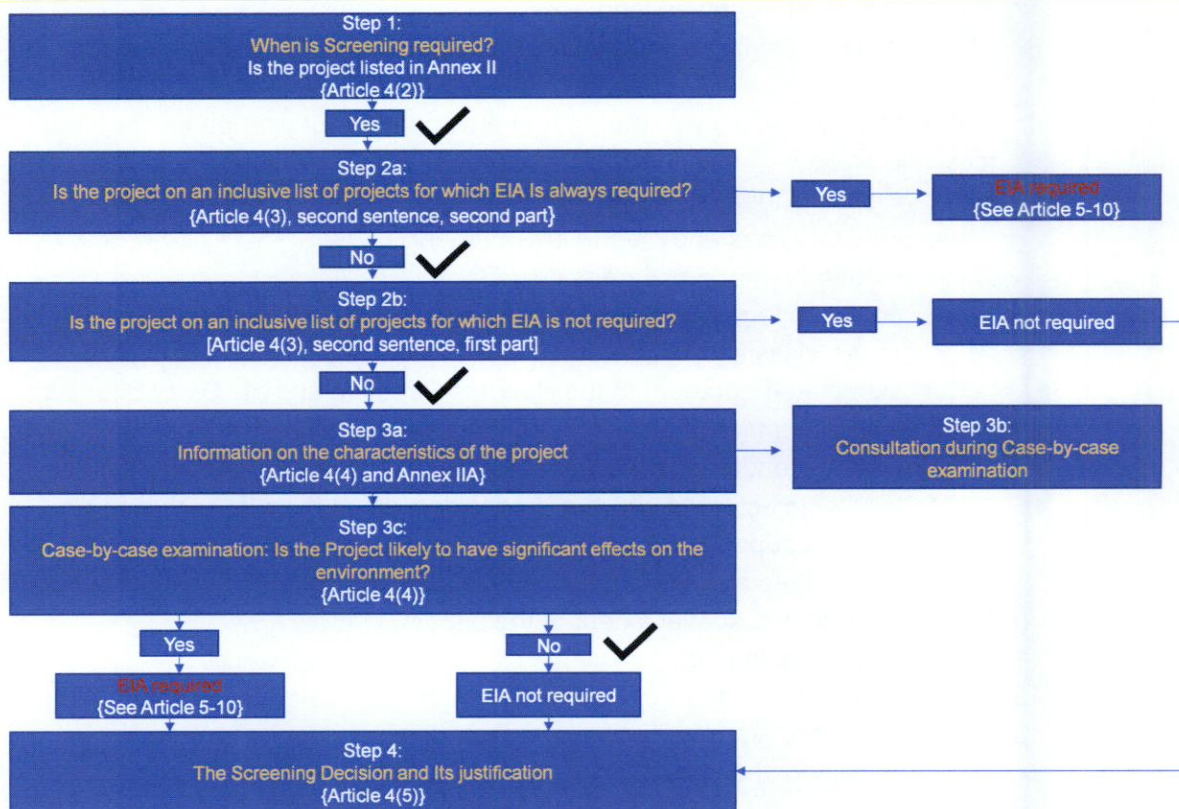 Step 1:
When is Screening required?
Is the project listed in Annex II
{Article 4(2)}
Yes
Step 2a:
Is the project on an inclusive list of projects for which EIA Is always required?
{Article 4(3), second sentence, second part}
Yes
EIA required
{See Article 5-10}
No
Step 2b:
Is the project on an inclusive list of projects for which EIA is not required?
[Article 4(3), second sentence, first part]
Yes
EIA not required
No
Step 3a:
Information on the characteristics of the project
{Article 4(4) and Annex IIA}
Step 3b:
Consultation during Case-by-case
examination
Step 3c:
Case-by-case examination: Is the Project likely to have significant effects on the
environment?
{Article 4(4)}
Yes
No
EIA required
{See Article 5-10}
EIA not required
Step 4:
The Screening Decision and Its justification
{Article 4(5)}